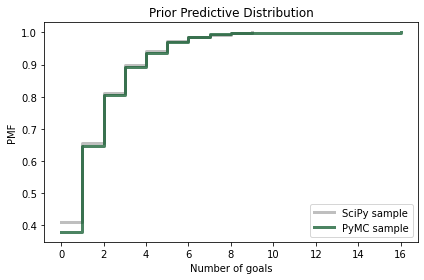 Prior Predictive Distribution
1.0
0.9
0.8
0.7
0.6
0.5
0.4
PMF
SciPy sample
PyMC sample
0 2 4 6 8 10 12 14 16
Number of goals